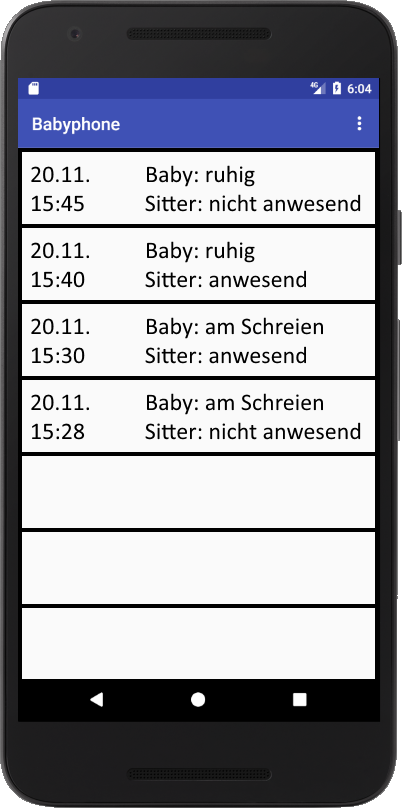 4G 6:04
Babyphone
20.11. Baby: ruhig
15:45 Sitter: nicht anwesend
20.11. Baby: ruhig
15:40 Sitter: anwesend
20.11. Baby: am Schreien
15:30 Sitter: anwesend
20.11. Baby: am Schreien
15:28 Sitter: nicht anwesend